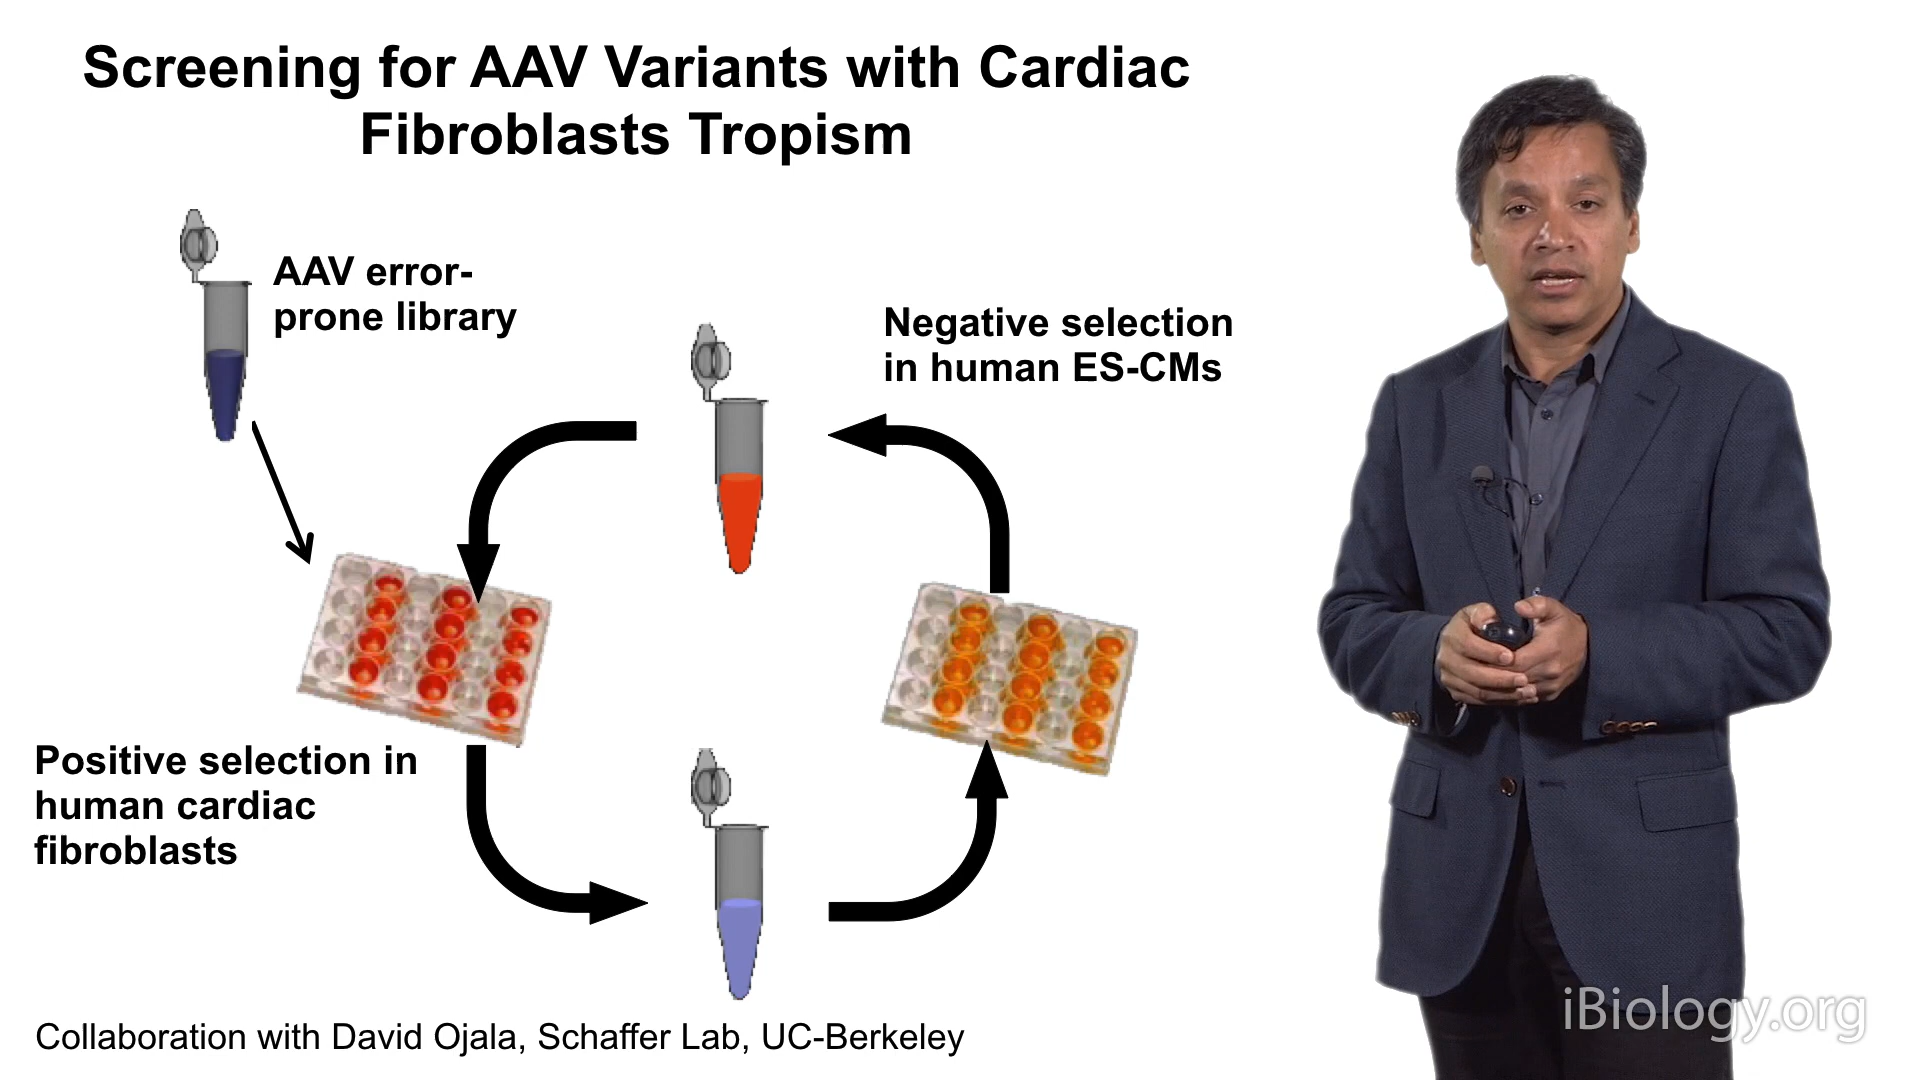 Screening for AAV Variants with Cardiac
Fibroblasts Tropism
AAV error-
prone library
Negative selection
in human ES-CMs
Positive selection in
human cardiac
fibroblasts
Collaboration with David Ojala, Schaffer Lab, UC-Berkeley
iBiology.org